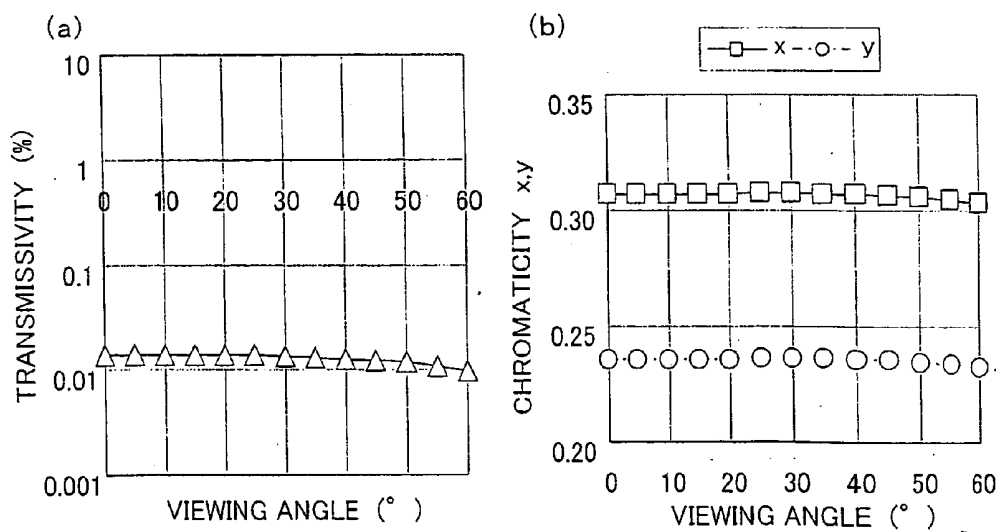 (a)
10
1
0.1
0.01
0.001
0 10 20 30 40 50 60
TRANSMISSIVITY (%)
VIEWING ANGLE (°)
(b)
x y
0.35
0.30
0.25
0.20
0 10 20 30 40 50 60
CHROMATICITY x,y
VIEWING ANGLE (°)